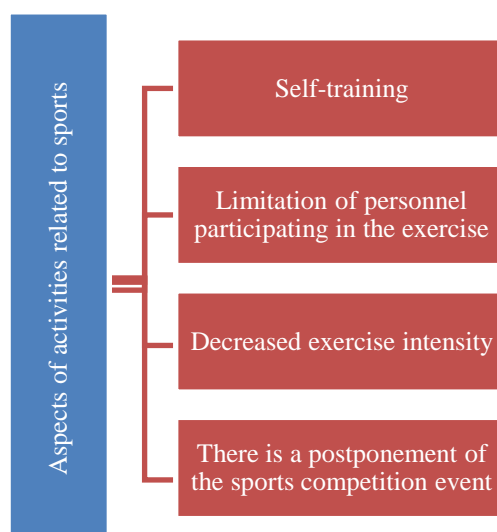 Aspects of activities related to sports
Self-training
Limitation of personnel
participating in the exercise
Decreased exercise intensity
There is a postponement of
the sports competition event